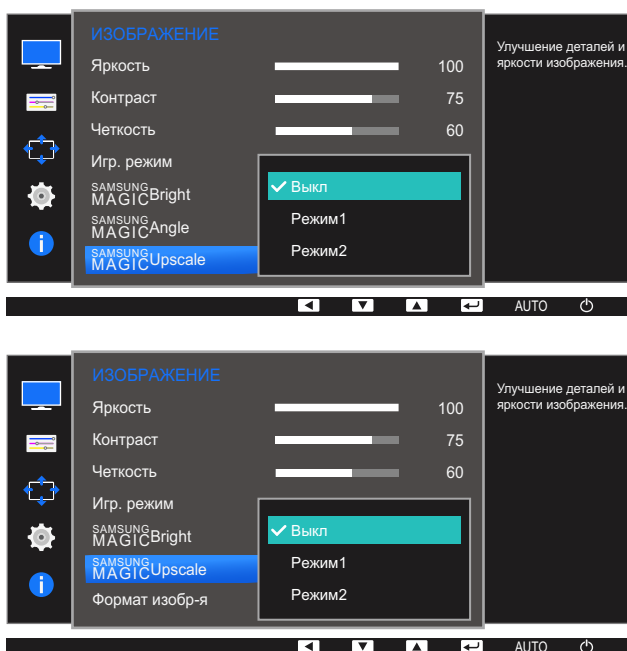 ИЗОБРАЖЕНИЕ
Улучшение деталей и
яркости изображения.
Яркость 100
Контраст 75
Четкость 60
Игр. режим
SAMSUNG
MAGICBright
Выкл
SAMSUNG
MAGICAngle
Режим1
SAMSUNG
MAGICUpscale
Режим2
AUTO
ИЗОБРАЖЕНИЕ
Улучшение деталей и
яркости изображения.
Яркость 100
Контраст 75
Четкость 60
Игр. режим
SAMSUNG
MAGICBright
Выкл
SAMSUNG
MAGICUpscale
Режим1
Формат изобр-я
Режим2
AUTO